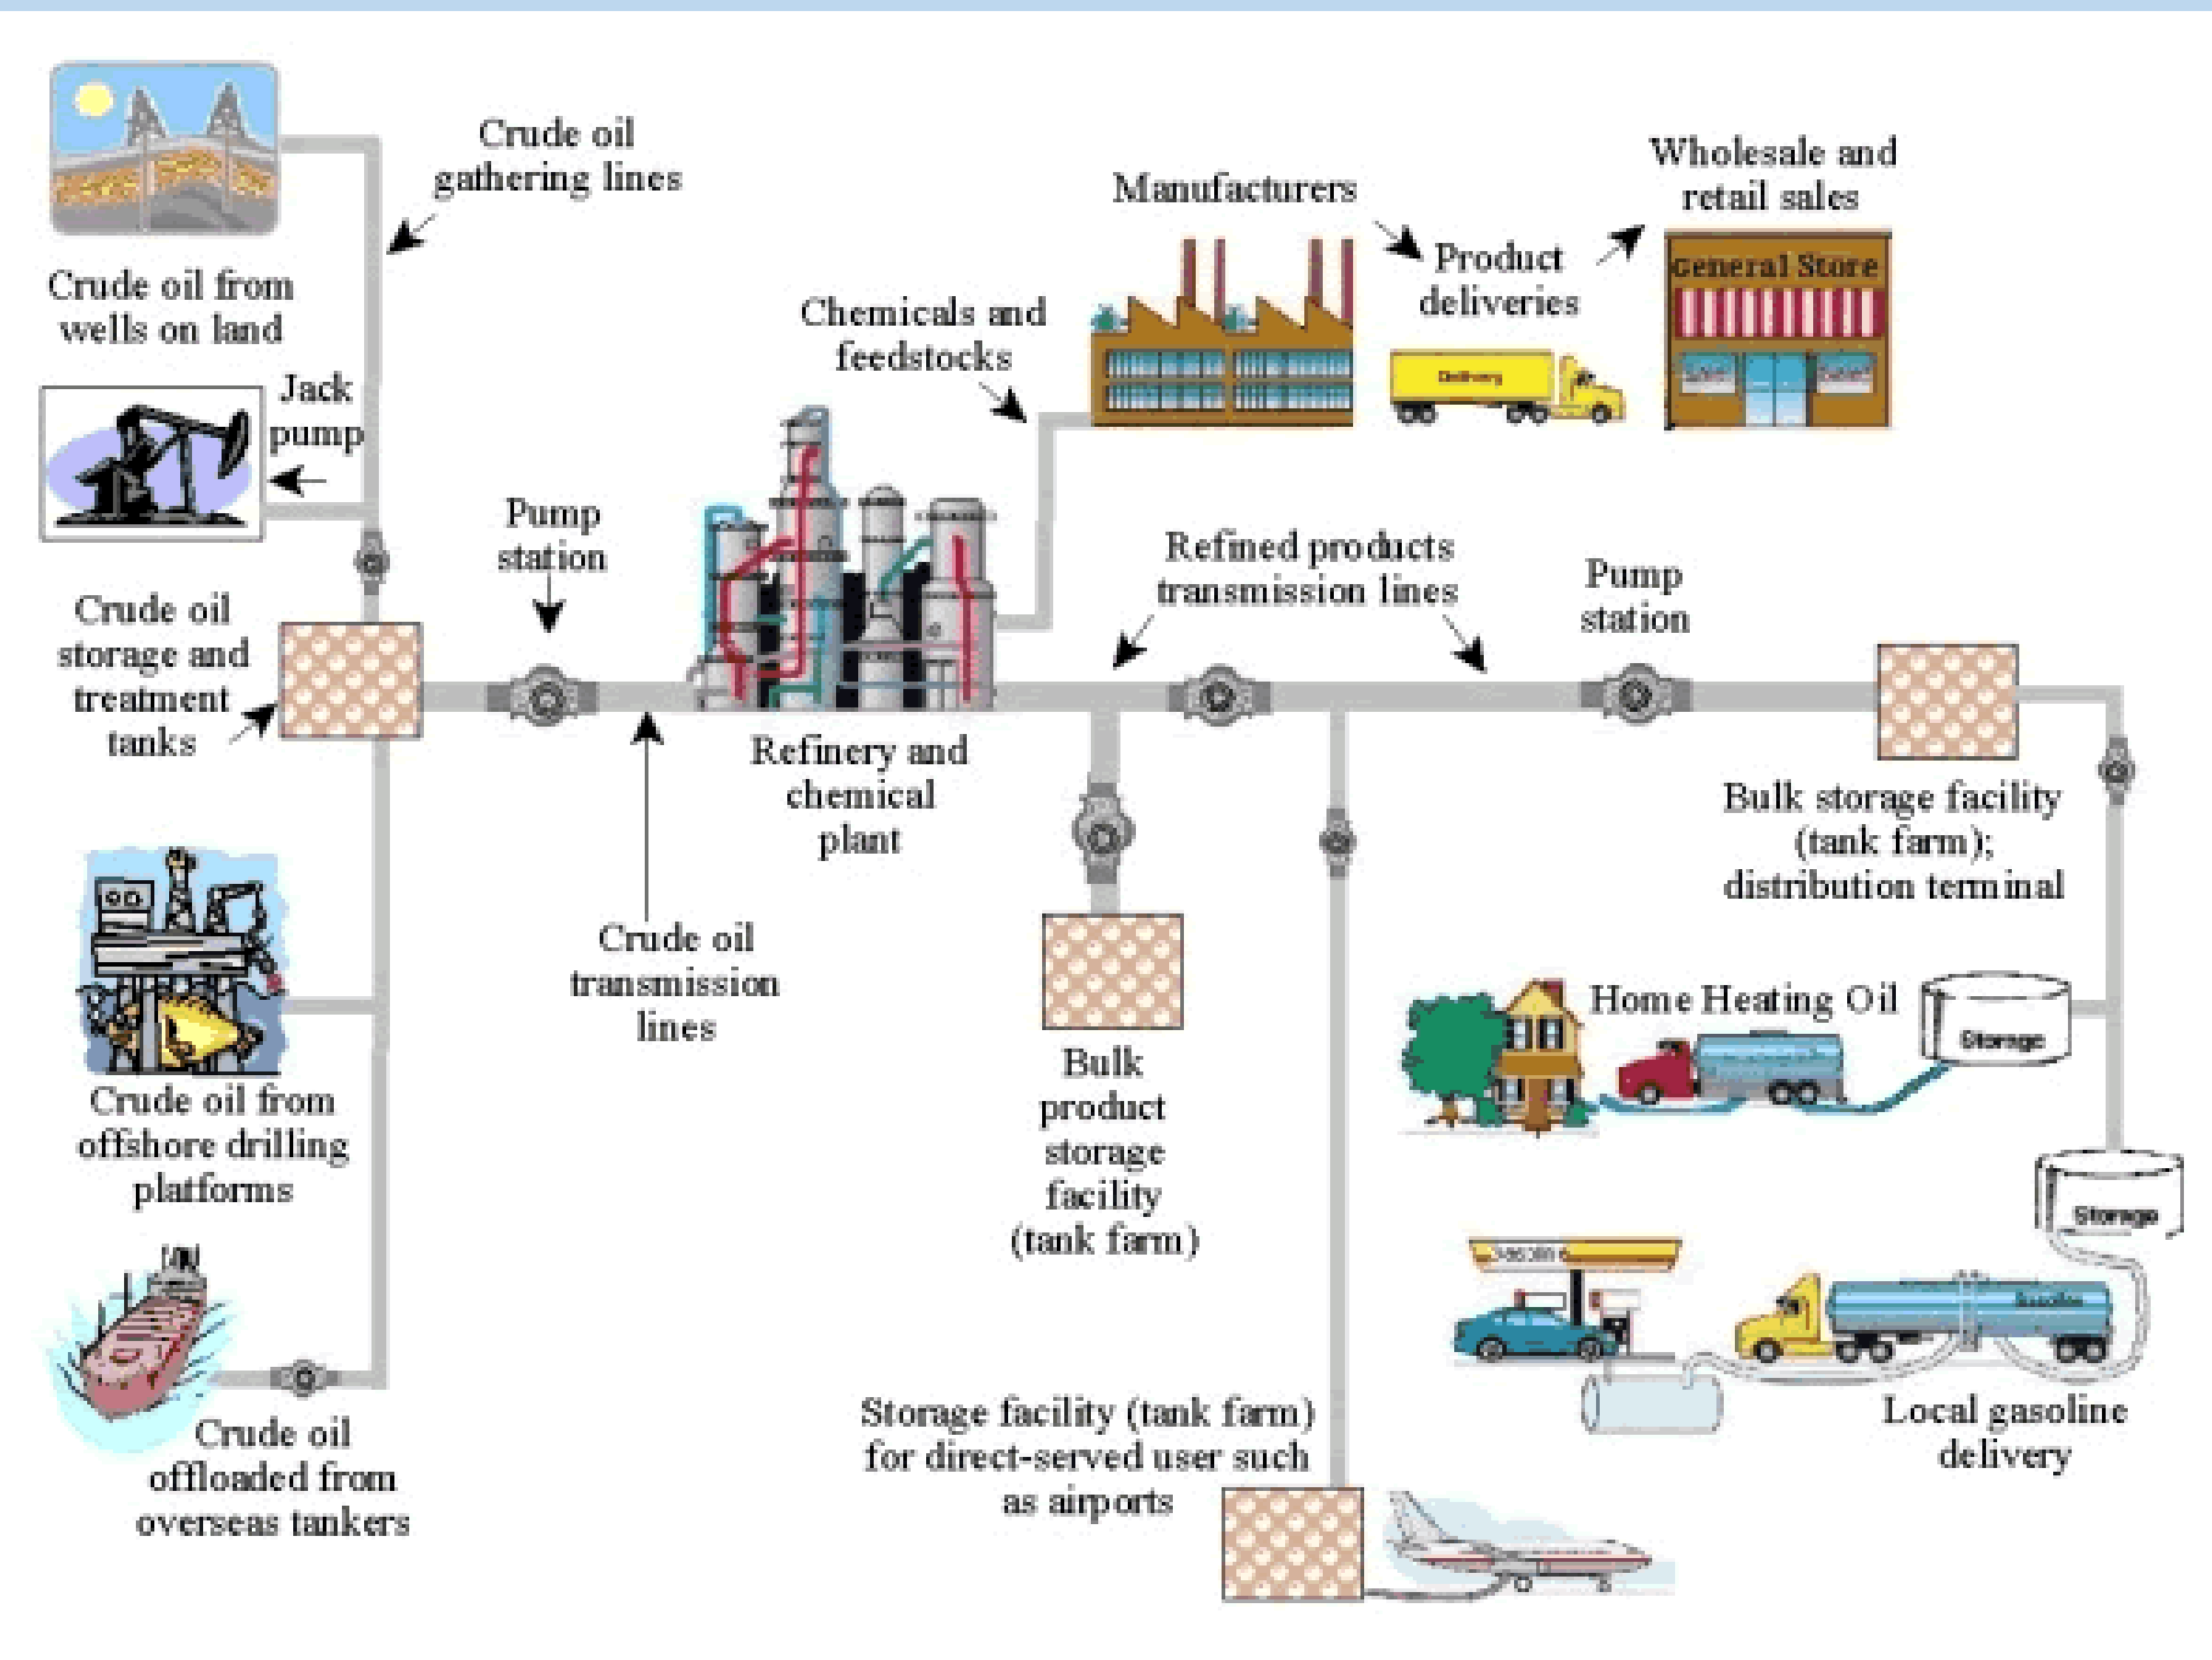 Crude oil
gathering lines
Crude oil from
wells on land
Jack
pump
Crude oil
storage and
treatment
tanks
Pump
station
Crude oil
transmission
lines
Crude oil from
offshore drilling
platforms
Crude oil
offloaded from
overseas tankers
Refinery and
chemical
plant
Chemicals and
feedstocks
Manufacturers
Product
deliveries
Delivery
Wholesale and
retail sales
General Store
Refined products
transmission lines
Pump
station
Bulk storage facility
(tank farm);
distribution terminal
Bulk
product
storage
facility
(tank farm)
Home Heating Oil
Storage
Storage
Local gasoline
delivery
Storage facility (tank farm)
for direct-served user such
as airports